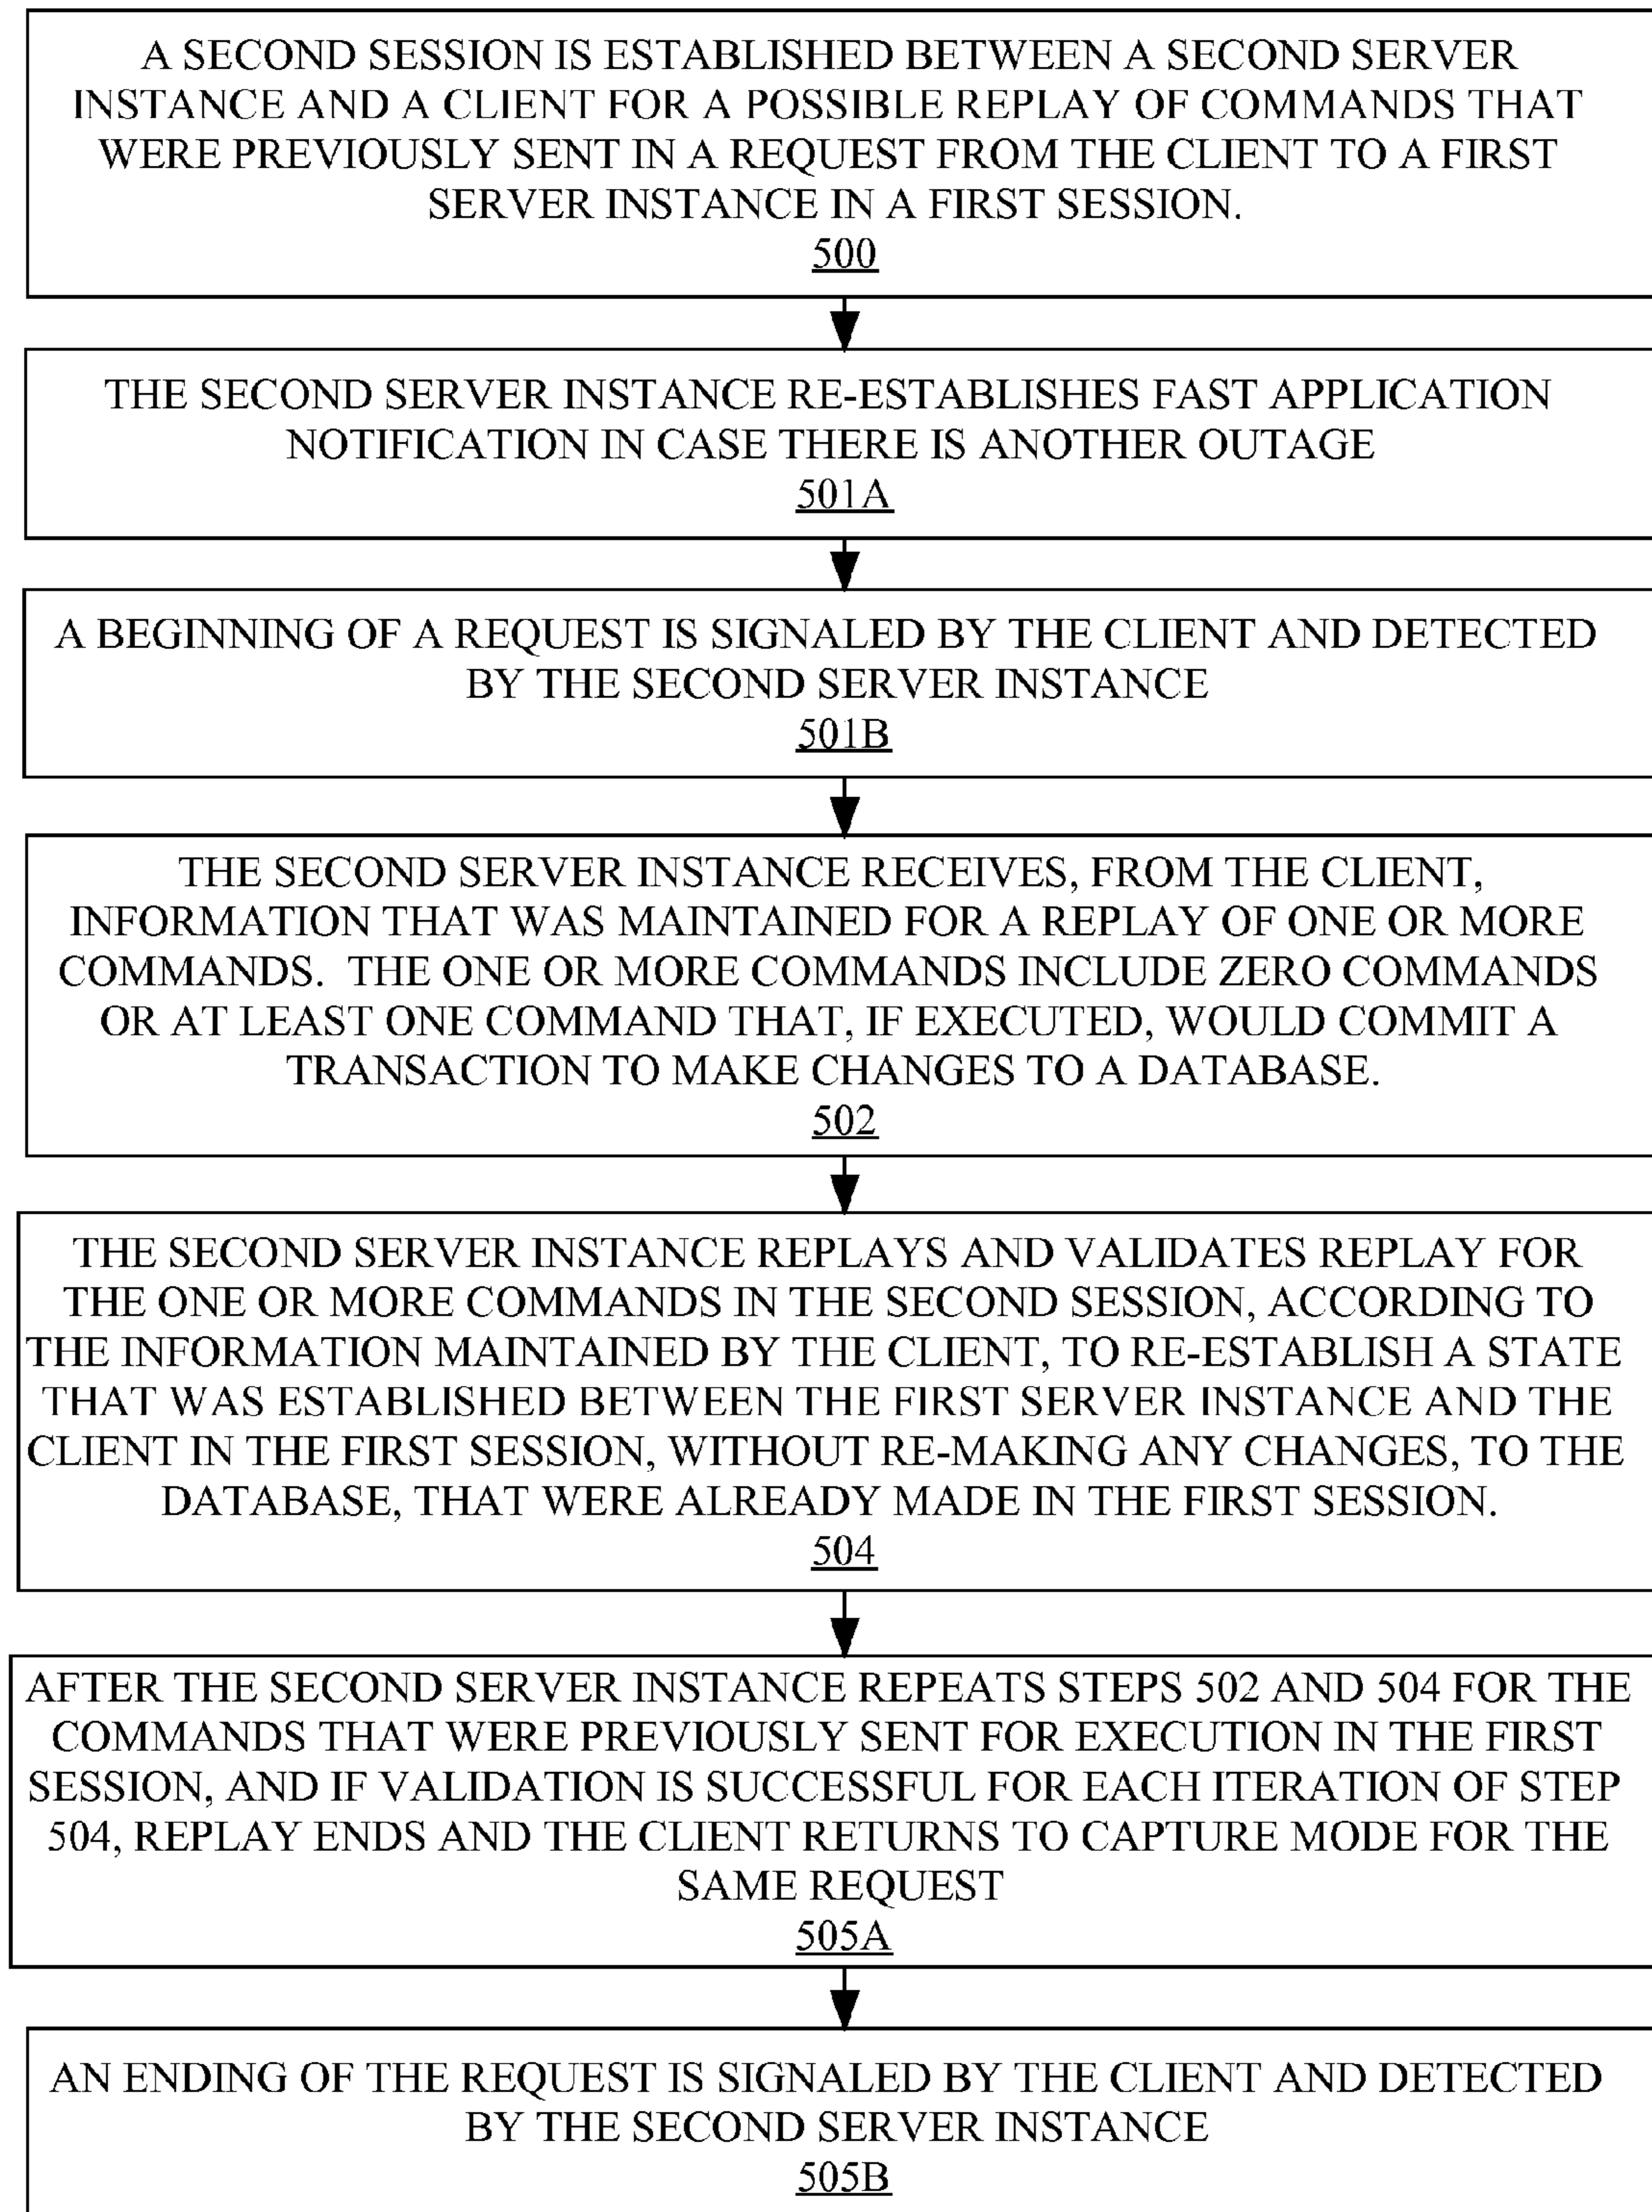 A SECOND SESSION IS ESTABLISHED BETWEEN A SECOND SERVER
INSTANCE AND A CLIENT FOR A POSSIBLE REPLAY OF COMMANDS THAT
WERE PREVIOUSLY SENT IN A REQUEST FROM THE CLIENT TO A FIRST
SERVER INSTANCE IN A FIRST SESSION.
500
THE SECOND SERVER INSTANCE RE-ESTABLISHES FAST APPLICATION
NOTIFICATION IN CASE THERE IS ANOTHER OUTAGE
501A
A BEGINNING OF A REQUEST IS SIGNALED BY THE CLIENT AND DETECTED
BY THE SECOND SERVER INSTANCE
501B
THE SECOND SERVER INSTANCE RECEIVES, FROM THE CLIENT,
INFORMATION THAT WAS MAINTAINED FOR A REPLAY OF ONE OR MORE
COMMANDS. THE ONE OR MORE COMMANDS INCLUDE ZERO COMMANDS
OR AT LEAST ONE COMMAND THAT, IF EXECUTED, WOULD COMMIT A
TRANSACTION TO MAKE CHANGES TO A DATABASE.
502
THE SECOND SERVER INSTANCE REPLAYS AND VALIDATES REPLAY FOR
THE ONE OR MORE COMMANDS IN THE SECOND SESSION, ACCORDING TO
THE INFORMATION MAINTAINED BY THE CLIENT, TO RE-ESTABLISH A STATE
THAT WAS ESTABLISHED BETWEEN THE FIRST SERVER INSTANCE AND THE
CLIENT IN THE FIRST SESSION, WITHOUT RE-MAKING ANY CHANGES, TO THE
DATABASE, THAT WERE ALREADY MADE IN THE FIRST SESSION.
504
AFTER THE SECOND SERVER INSTANCE REPEATS STEPS 502 AND 504 FOR THE
COMMANDS THAT WERE PREVIOUSLY SENT FOR EXECUTION IN THE FIRST
SESSION, AND IF VALIDATION IS SUCCESSFUL FOR EACH ITERATION OF STEP
504, REPLAY ENDS AND THE CLIENT RETURNS TO CAPTURE MODE FOR THE
SAME REQUEST
505A
AN ENDING OF THE REQUEST IS SIGNALED BY THE CLIENT AND DETECTED
BY THE SECOND SERVER INSTANCE
505B